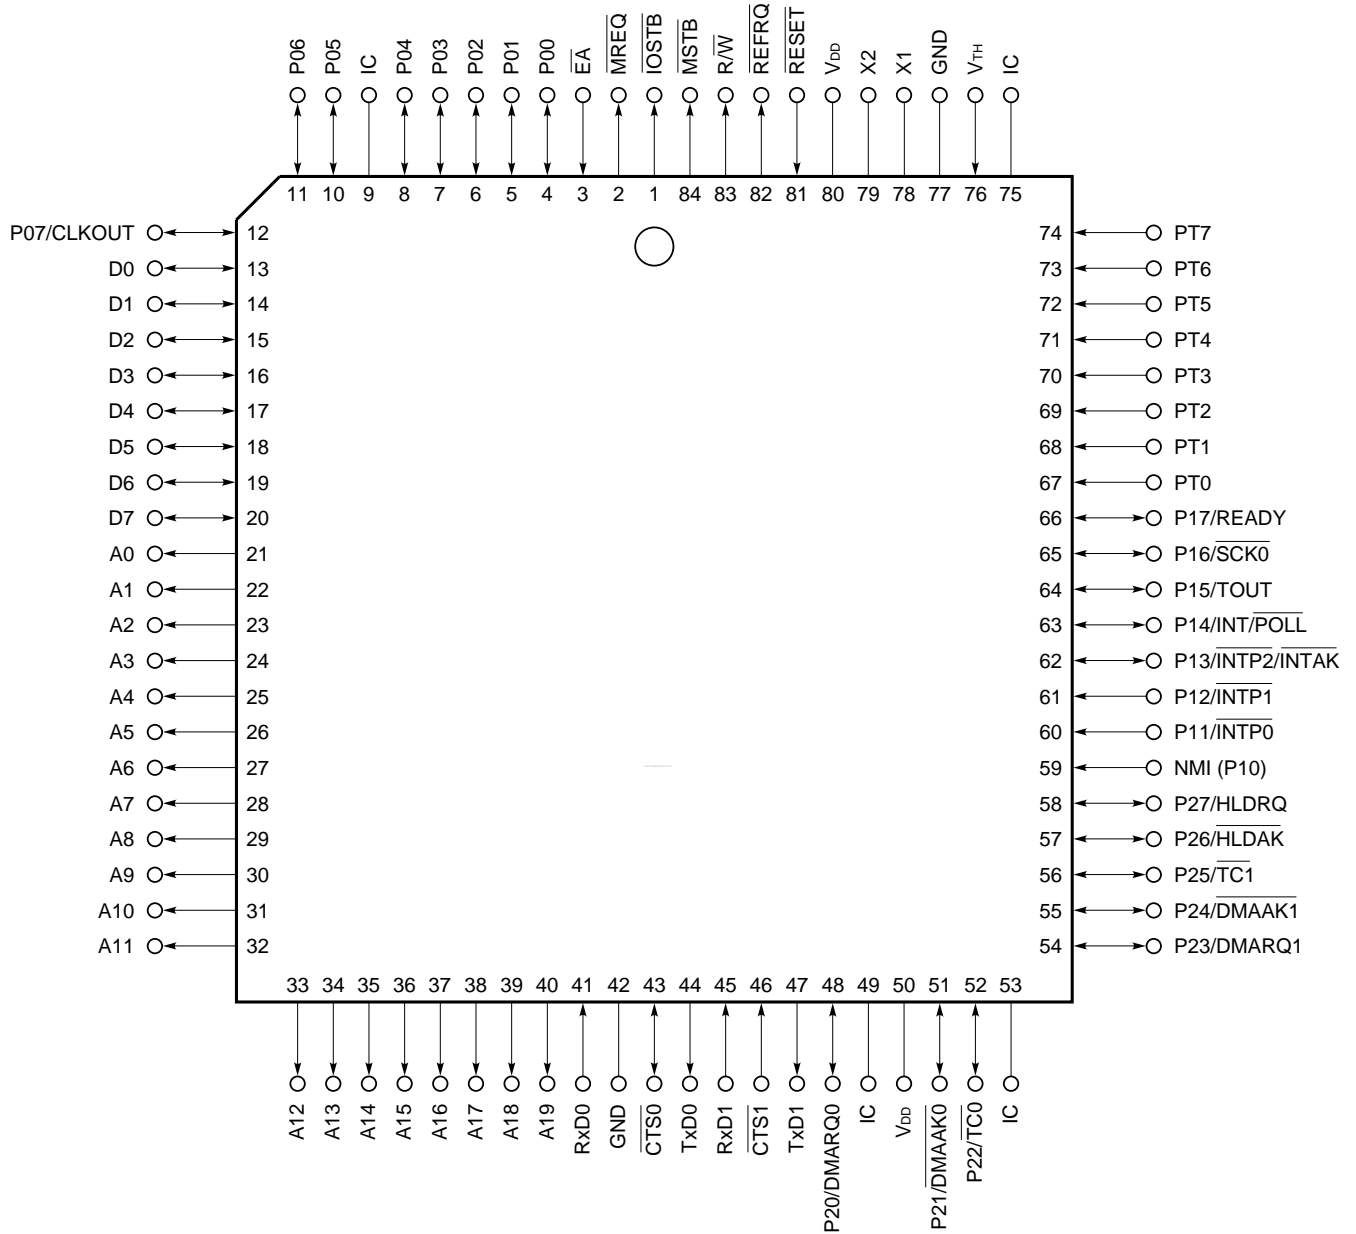 P06 P05 IC P04 P03 P02 P01 P00 EA MREQ IOSTB MSTB R/W REFRQ RESET VDD X2 X1 GND VTH IC
11 10 9 8 7 6 5 4 3 2 1 84 83 82 81 80 79 78 77 76 75
P07/CLKOUT 12 74 PT7
D0 13 73 PT6
D1 14 72 PT5
D2 15 71 PT4
D3 16 70 PT3
D4 17 69 PT2
D5 18 68 PT1
D6 19 67 PT0
D7 20 66 P17/READY
A0 21 65 P16/SCK0
A1 22 64 P15/TOUT
A2 23 63 P14/INT/POLL
A3 24 62 P13/INTP2/INTAK
A4 25 61 P12/INTP1
A5 26 60 P11/INTP0
A6 27 59 NMI (P10)
A7 28 58 P27/HLDRQ
A8 29 57 P26/HLDAK
A9 30 56 P25/TC1
A10 31 55 P24/DMAAK1
A11 32 54 P23/DMARQ1
33 34 35 36 37 38 39 40 41 42 43 44 45 46 47 48 49 50 51 52 53
A12 A13 A14 A15 A16 A17 A18 A19 RxD0 GND CTS0 TxD0 RxD1 CTS1 TxD1 P20/DMARQ0 IC VDD P21/DMAAK0 P22/TC0 IC